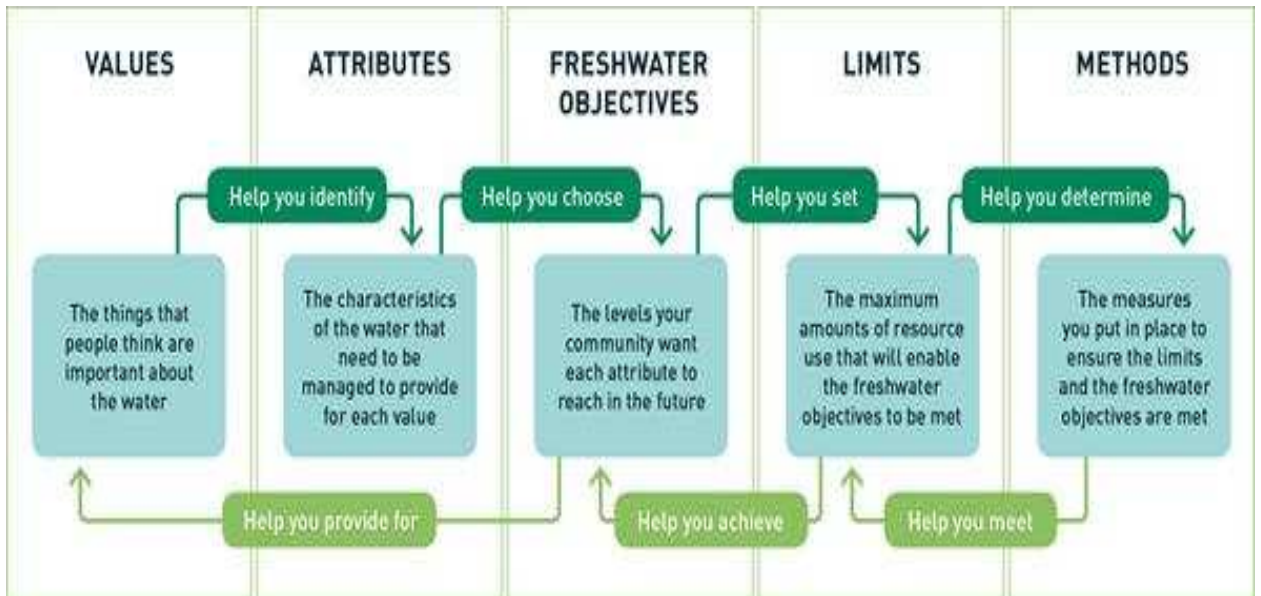 VALUES
ATTRIBUTES
FRESHWATER
OBJECTIVES
LIMITS
METHODS
Help you identify
Help you choose
Help you set
Help you determine
The things that
people think are
important about
the water
The characteristics
of the water that
need to be
managed to provide
for each value
The levels your
community want
each attribute to
reach in the future
The maximum
amounts of resource
use that will enable
the freshwater
objectives to be met
The measures
you put in place to
ensure the limits
and the freshwater
objectives are met
Help you provide for
Help you achieve
Help you meet